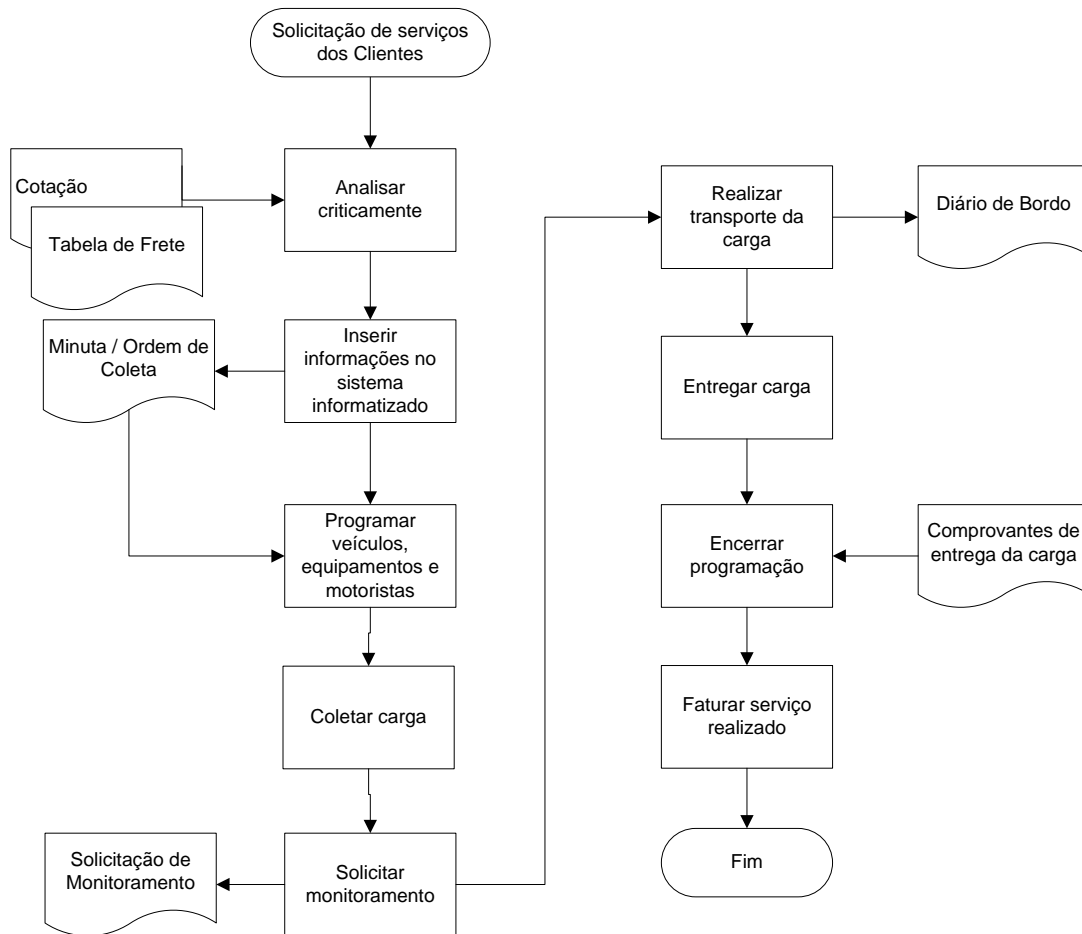 Solicitação de serviços
dos Clientes
Cotação
Tabela de Frete
Analisar
criticamente
Minuta / Ordem de
Coleta
Inserir
informações no
sistema
informatizado
Programar
veículos,
equipamentos e
motoristas
Coletar carga
Solicitação de
Monitoramento
Solicitar
monitoramento
Realizar
transporte da
carga
Diário de Bordo
Entregar carga
Encerrar
programação
Comprovantes de
entrega da carga
Faturar serviço
realizado
Fim